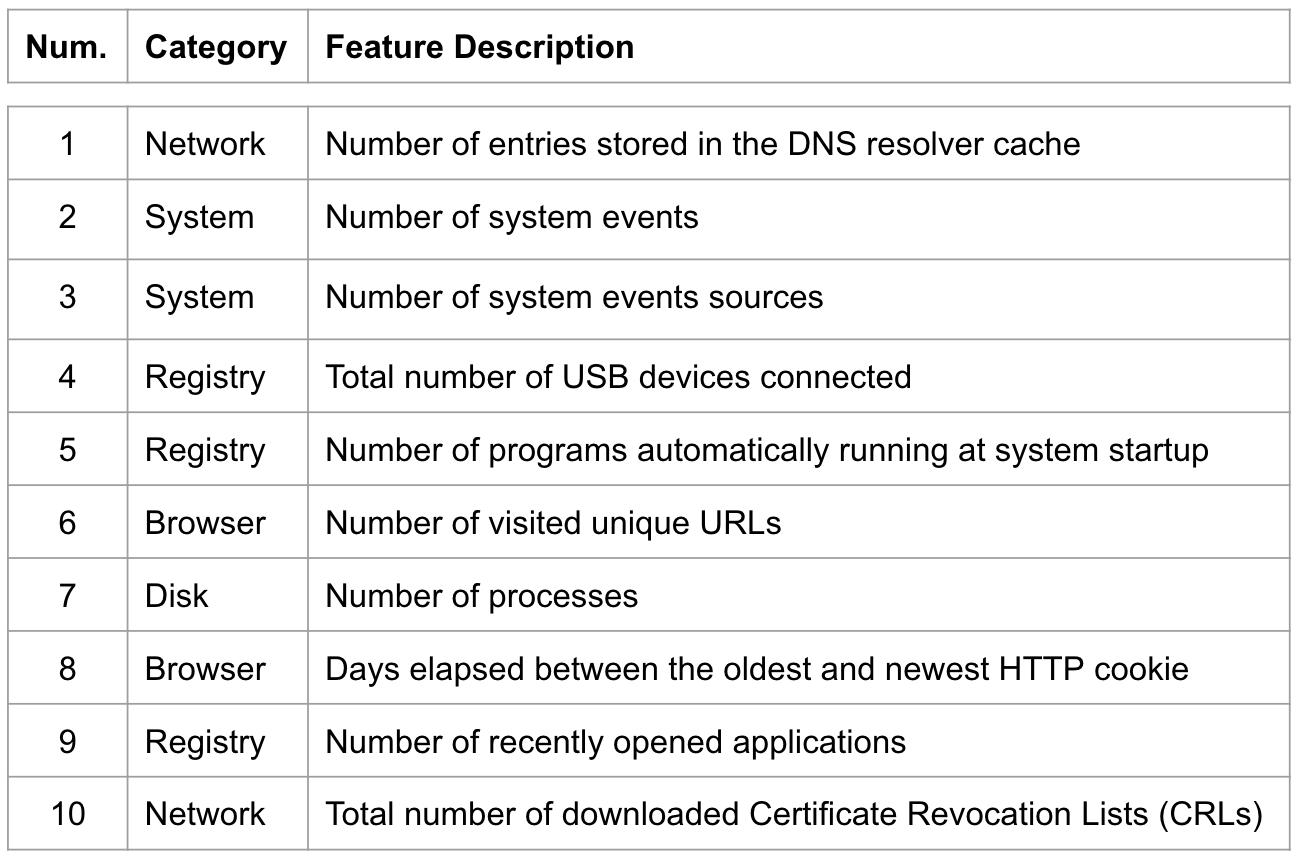 Num. Category Feature Description
1 Network Number of entries stored in the DNS resolver cache
2 System Number of system events
3 System Number of system events sources
4 Registry Total number of USB devices connected
5 Registry Number of programs automatically running at system startup
6 Browser Number of visited unique URLs
7 Disk Number of processes
8 Browser Days elapsed between the oldest and newest HTTP cookie
9 Registry Number of recently opened applications
10 Network Total number of downloaded Certificate Revocation Lists (CRLs)